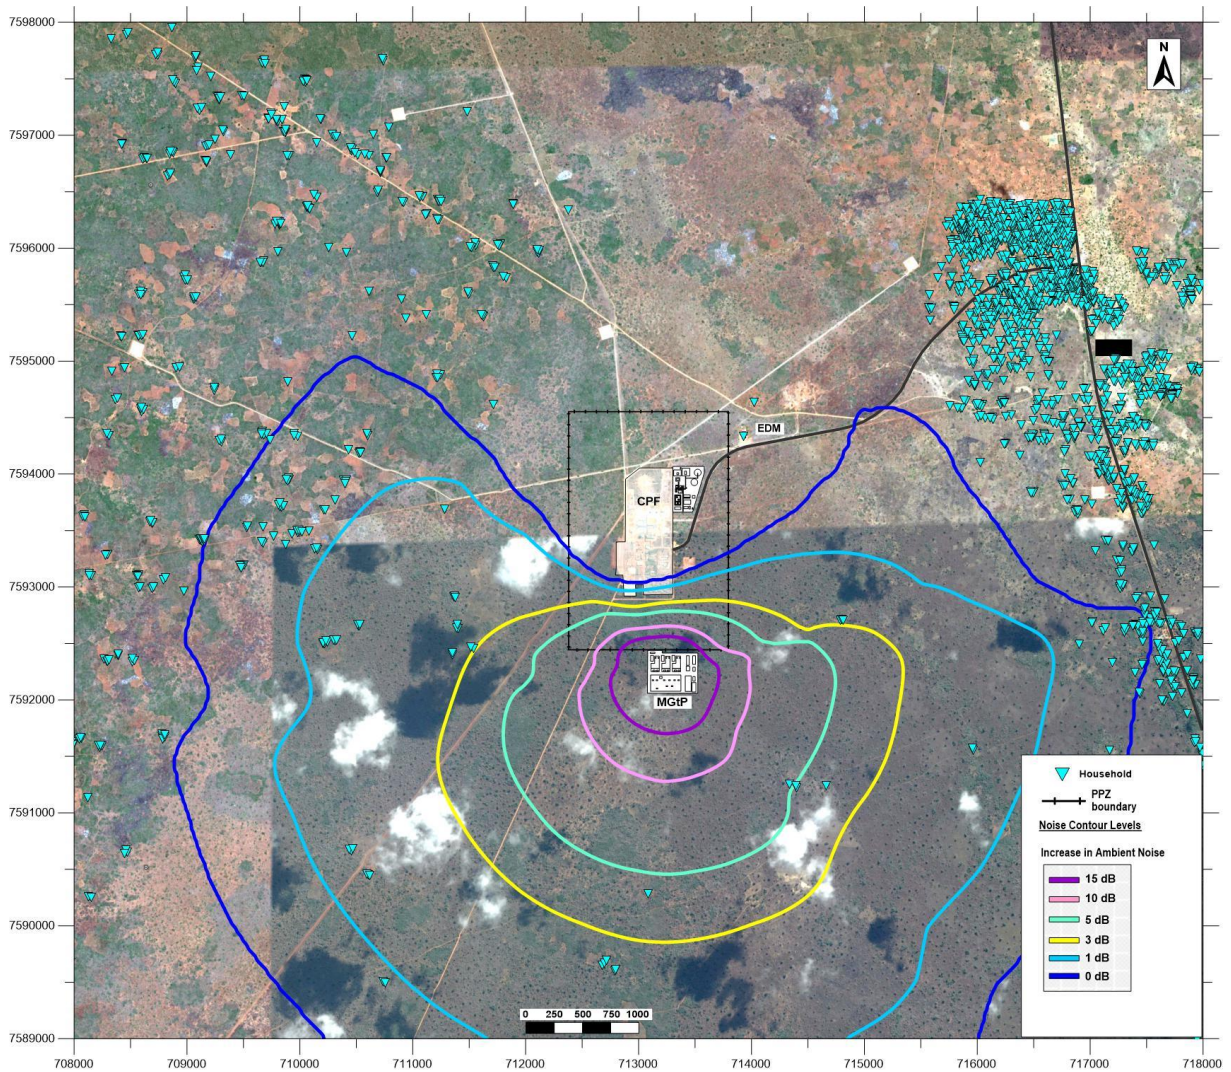 7598000
7597000
7596000
7595000
7594000
7593000
7592000
7591000
7590000
7589000
N
EDM
CPF
MGtP
Household
PPZ
boundary
Noise Contour Levels
Increase in Ambient Noise
15 dB
10 dB
5 dB
3 dB
1 dB
0 dB
0 250 500 750 1000
708000 709000 710000 711000 712000 713000 714000 715000 716000 717000 718000